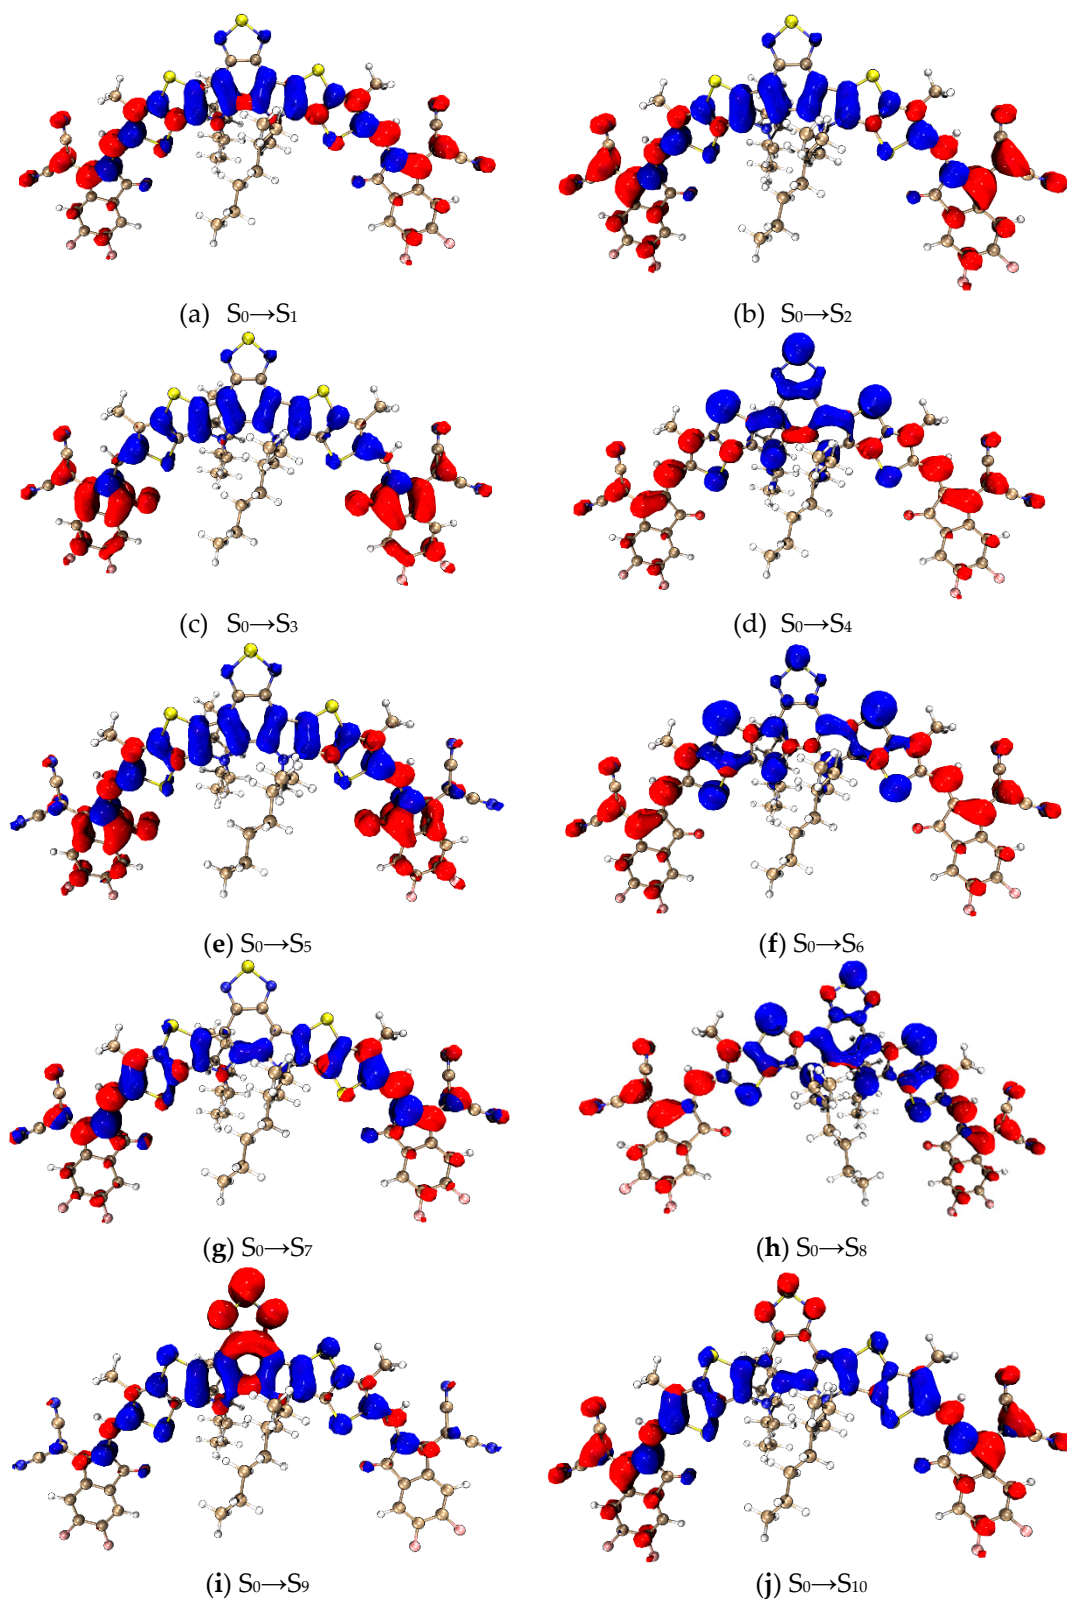 (a) S₀→S₁
(b) S₀→S₂
(c) S₀→S₃
(d) S₀→S₄
(e) S₀→S₅
(f) S₀→S₆
(g) S₀→S₇
(h) S₀→S₈
(i) S₀→S₉
(j) S₀→S₁₀